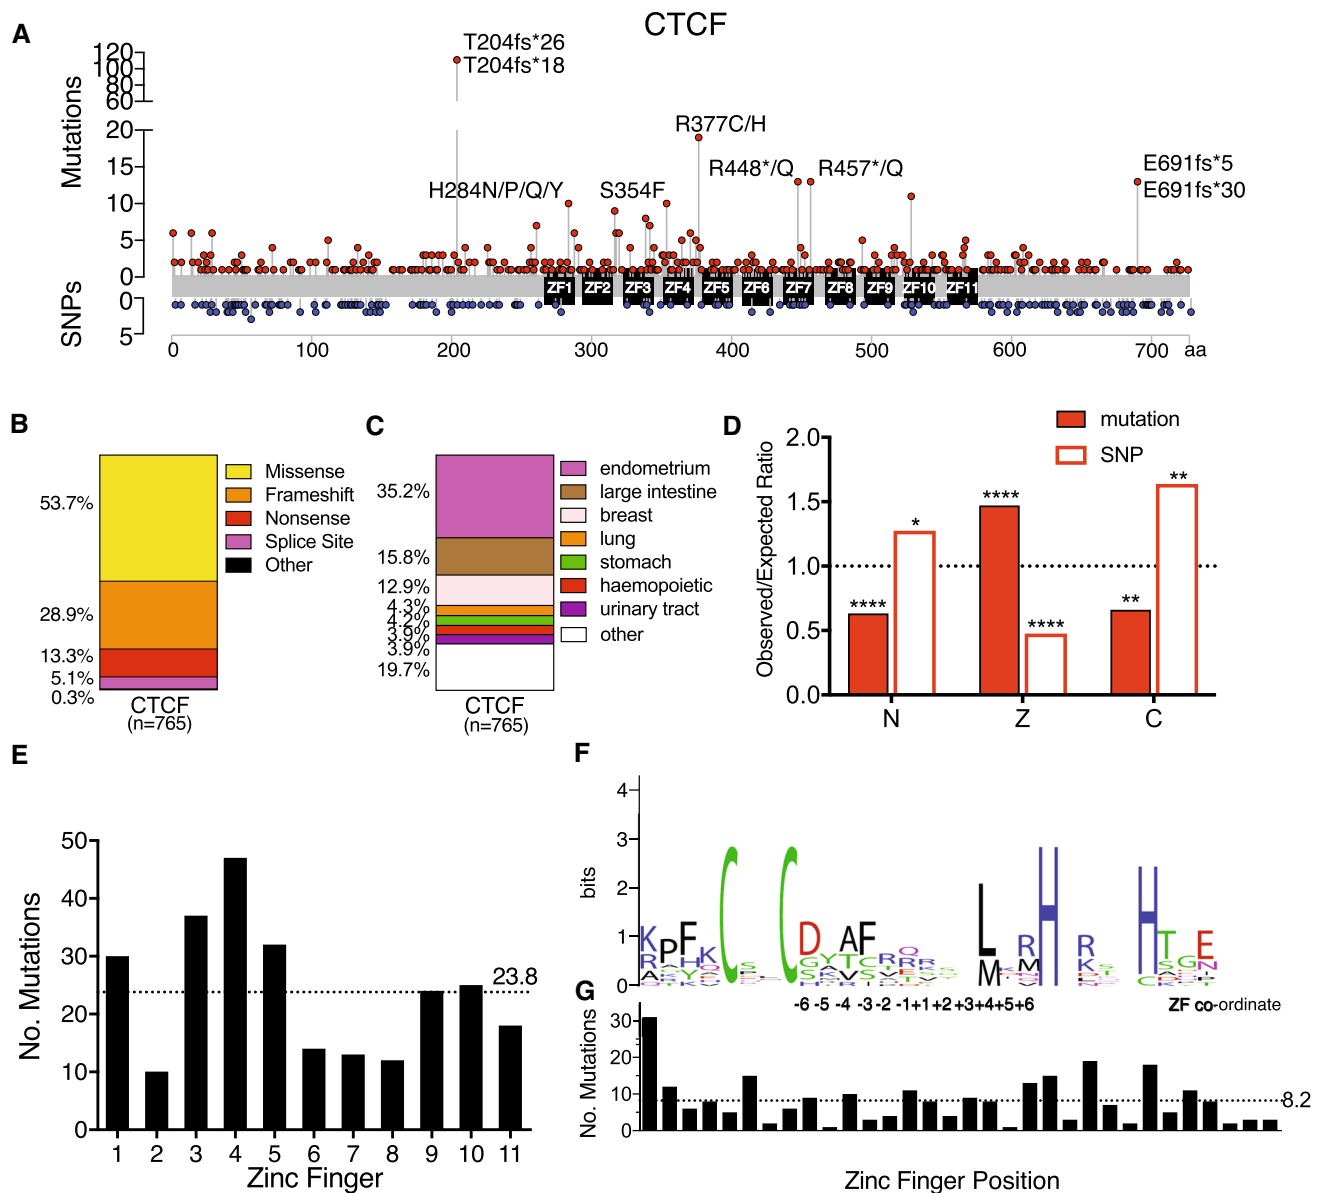 A
CTCF
Mutations
120
100
80
60
20
15
10
5
0
T204fs*26
T204fs*18
H284N/P/Q/Y
S354F
R377C/H
R448*/Q
R457*/Q
E691fs*5
E691fs*30
ZF1 ZF2 ZF3 ZF4 ZF5 ZF6 ZF7 ZF8 ZF9 ZF10 ZF11
SNPs
0
5
0 100 200 300 400 500 600 700 aa
B
53.7%
28.9%
13.3%
5.1%
0.3%
Missense
Frameshift
Nonsense
Splice Site
Other
CTCF
(n=765)
C
35.2%
15.8%
12.9%
4.3%
4.2%
3.9%
3.9%
19.7%
endometrium
large intestine
breast
lung
stomach
haemopoietic
urinary tract
other
CTCF
(n=765)
D
mutation
SNP
Observed/Expected Ratio
2.0
1.5
1.0
0.5
0.0
****
*
****
****
**
**
N Z C
E
No. Mutations
50
40
30
20
10
0
23.8
1 2 3 4 5 6 7 8 9 10 11
Zinc Finger
F
bits
4
3
2
1
0
K P F K C C D A F L R H R H T E
-6 -5 -4 -3 -2 -1+1 +2 +3+4+5+6
ZF co-ordinate
G
No. Mutations
30
20
10
0
8.2
Zinc Finger Position